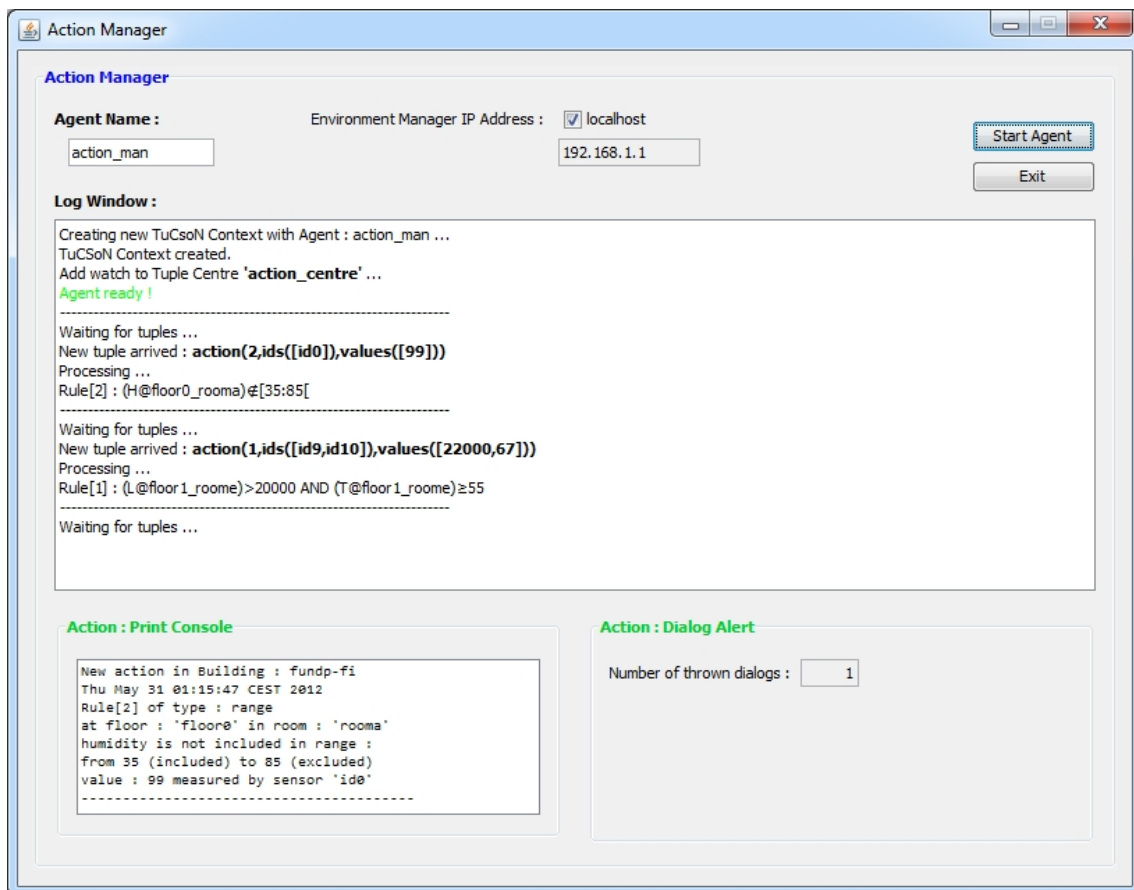 Action Manager
Action Manager
Agent Name :
Environment Manager IP Address :
localhost
action_man
192.168.1.1
Start Agent
Exit
Log Window :
Creating new TuCsoN Context with Agent : action_man ...
TuCSoN Context created.
Add watch to Tuple Centre 'action_centre' ...
Agent ready !
--------------------------------------------------------------------------------
Waiting for tuples ...
New tuple arrived : action(2,ids([id0]),values([99]))
Processing ...
Rule[2] : (H@floor0_rooma)∉[35:85[
--------------------------------------------------------------------------------
Waiting for tuples ...
New tuple arrived : action(1,ids([id9,id10]),values([22000,67]))
Processing ...
Rule[1] : (L@floor1_roome)>20000 AND (T@floor1_roome)≥55
--------------------------------------------------------------------------------
Waiting for tuples ...
Action : Print Console
New action in Building : fundp-fi
Thu May 31 01:15:47 CEST 2012
Rule[2] of type : range
at floor : 'floor0' in room : 'rooma'
humidity is not included in range :
from 35 (included) to 85 (excluded)
value : 99 measured by sensor 'id0'
----------------------------------------
Action : Dialog Alert
Number of thrown dialogs :
1